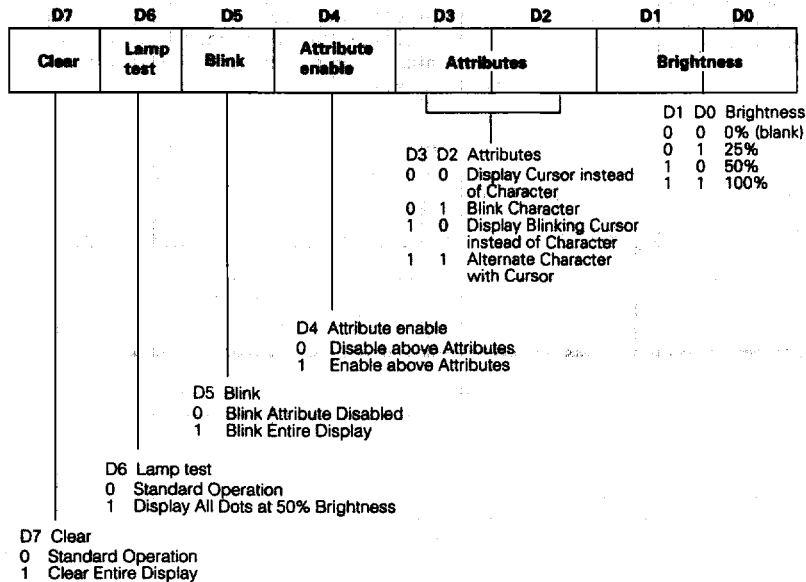 D7 D6 D5 D4 D3 D2 D1 D0
Clear Lamp test Blink Attribute enable Attributes Brightness
D1 D0 Brightness
0 0 0% (blank)
0 1 25%
1 0 50%
1 1 100%
D3 D2 Attributes
0 0 Display Cursor instead
of Character
0 1 Blink Character
1 0 Display Blinking Cursor
instead of Character
1 1 Alternate Character
with Cursor
D4 Attribute enable
0 Disable above Attributes
1 Enable above Attributes
D5 Blink
0 Blink Attribute Disabled
1 Blink Entire Display
D6 Lamp test
0 Standard Operation
1 Display All Dots at 50% Brightness
D7 Clear
0 Standard Operation
1 Clear Entire Display